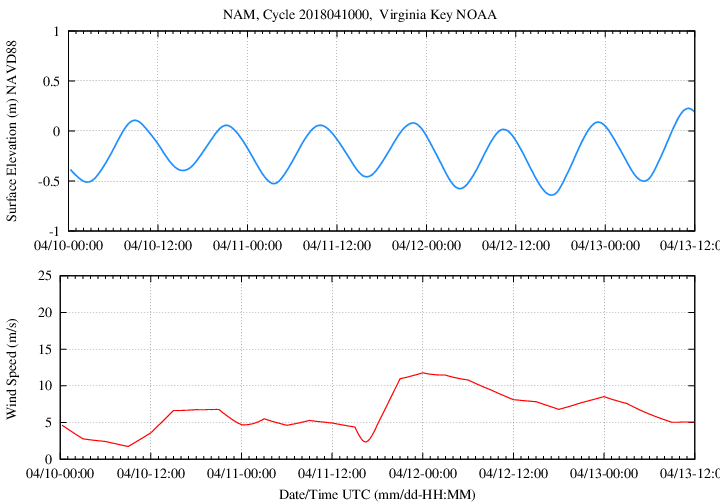 NAM, Cycle 2018041000,  Virginia Key NOAA
Surface Elevation (m) NAVD88
1
0.5
0
-0.5
-1
04/10-00:00 04/10-12:00 04/11-00:00 04/11-12:00 04/12-00:00 04/12-12:00 04/13-00:00 04/13-12:0
Wind Speed (m/s)
25
20
15
10
5
0
04/10-00:00 04/10-12:00 04/11-00:00 04/11-12:00 04/12-00:00 04/12-12:00 04/13-00:00 04/13-12:0
Date/Time UTC (mm/dd-HH:MM)